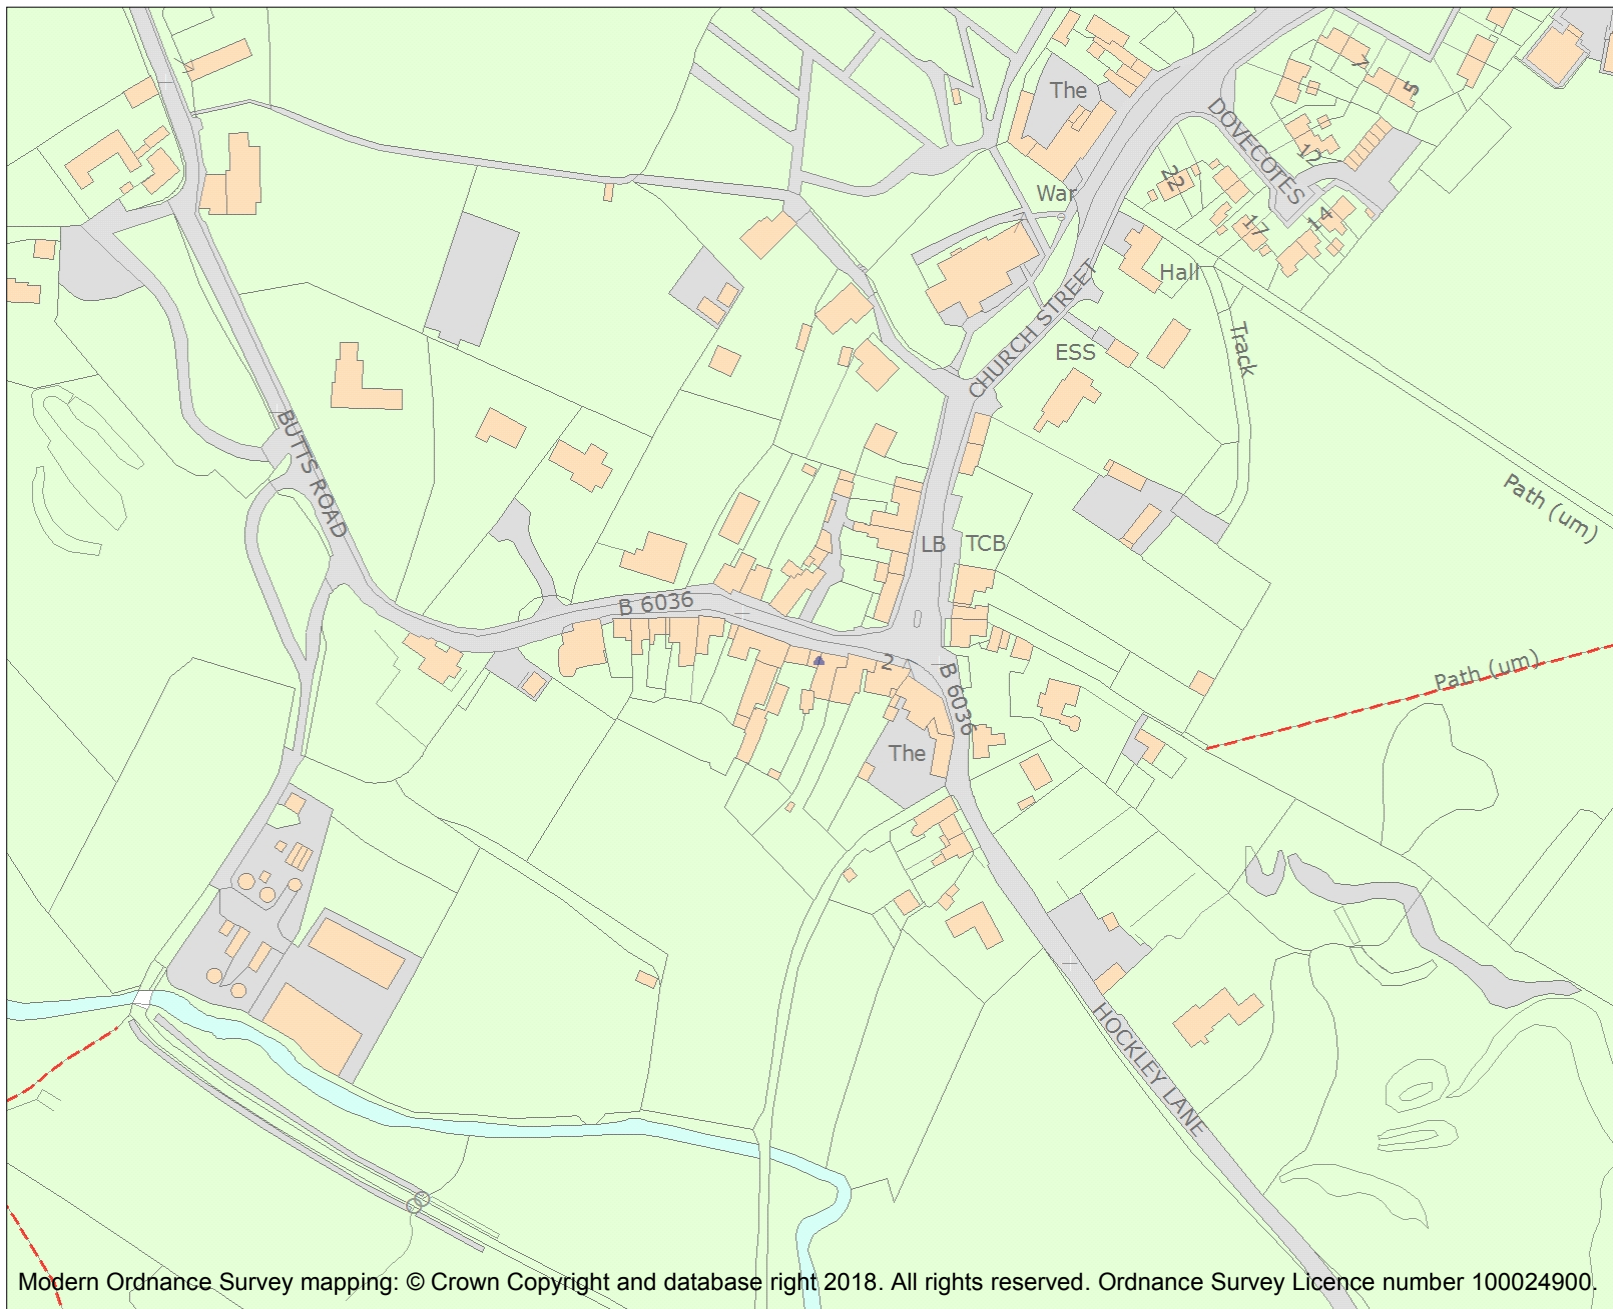 The
7
5
DOVECOTES
12
22
War
4
1
17
Hall
CHURCH STREET
Track
ESS
BUTTS ROAD
Path (um)
LB
TCB
B 6036
2
B 6036
Path (um)
The
HOCKLEY LANE
Modern Ordnance Survey mapping: © Crown Copyright and database right 2018. All rights reserved. Ordnance Survey Licence number 100024900.